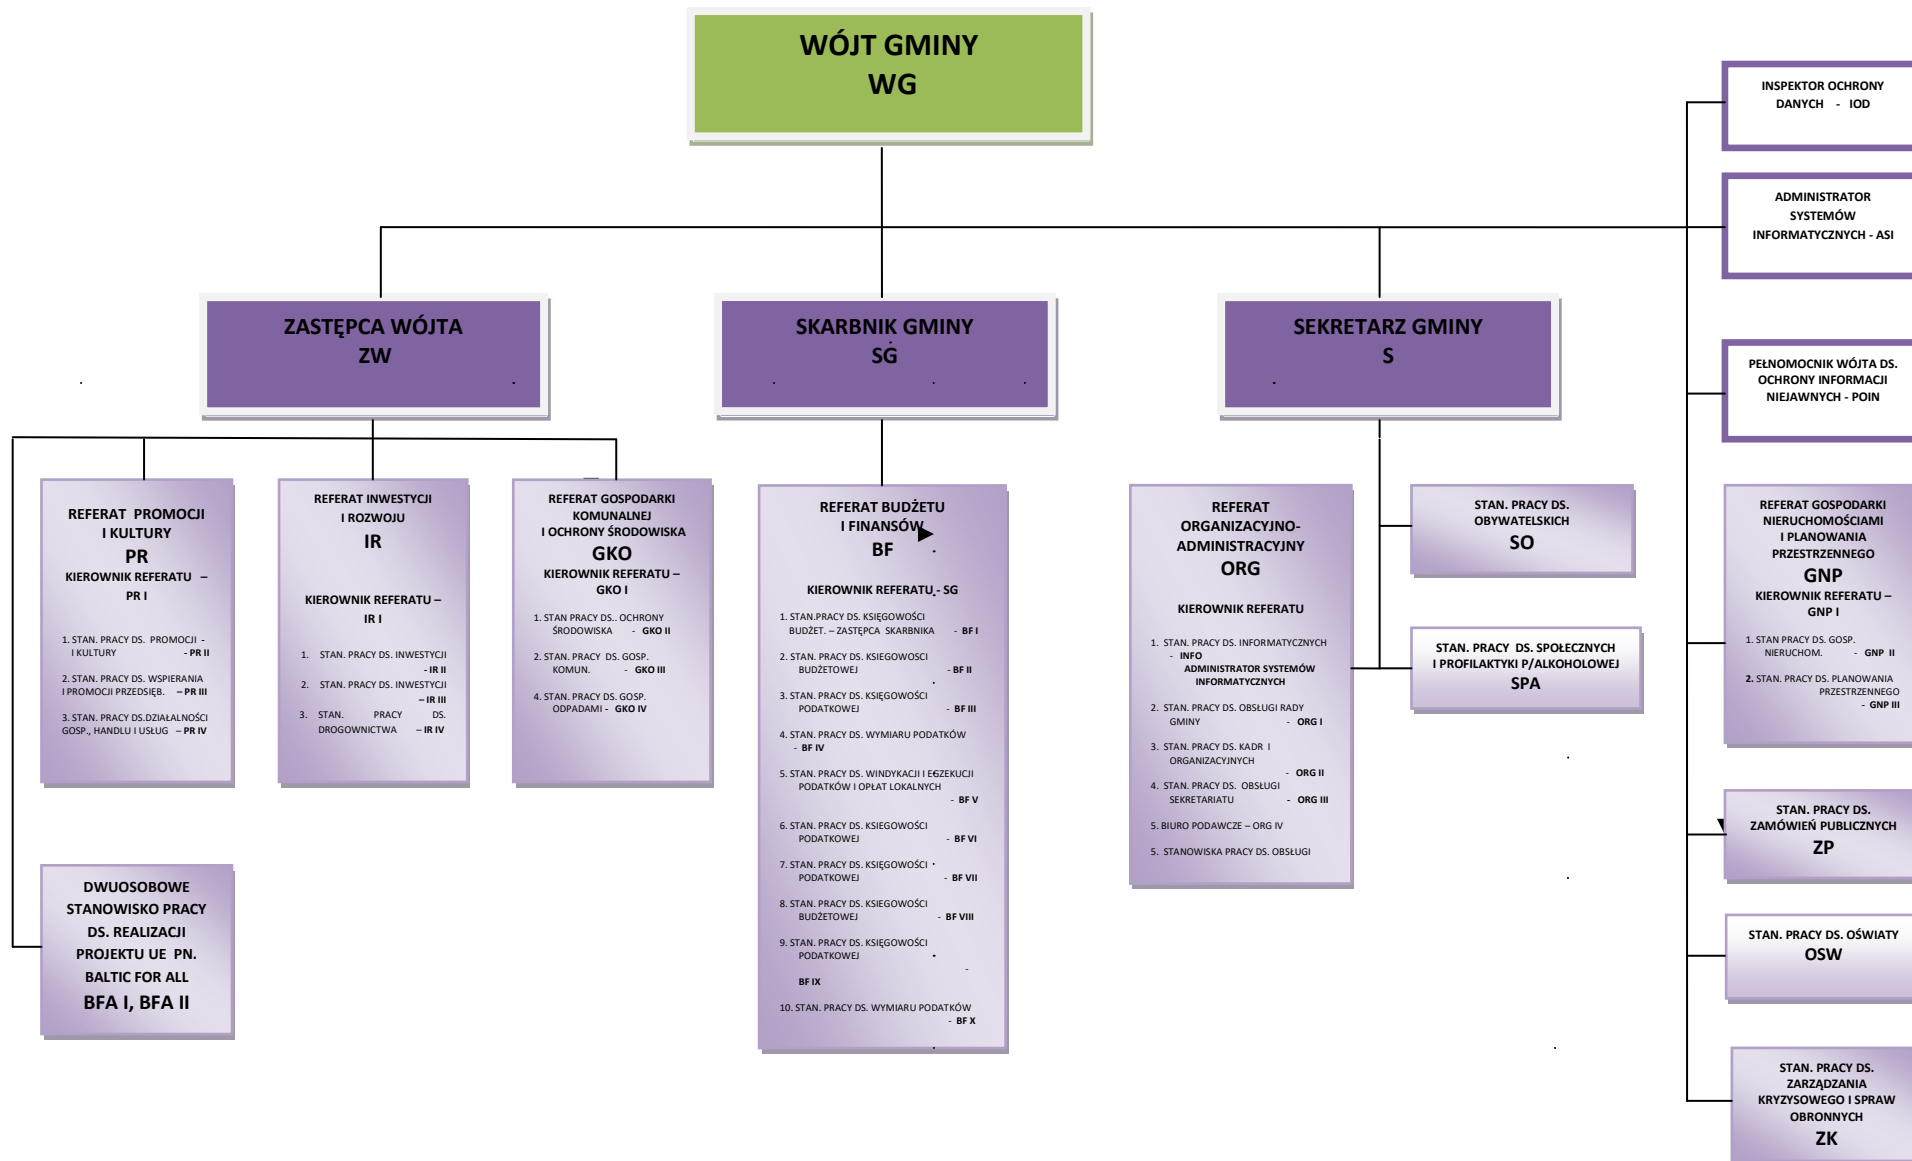 WÓJT GMINY
WG
INSPEKTOR OCHRONY
DANYCH - IOD
ADMINISTRATOR
SYSTEMÓW
INFORMATYCZNYCH - ASI
ZASTĘPCA WÓJTA
ZW
SKARBNIK GMINY
SG
SEKRETARZ GMINY
S
PEŁNOMOCNIK WÓJTA DS.
OCHRONY INFORMACJI
NIEJAWNYCH - POIN
REFERAT PROMOCJI
I KULTURY
PR
KIEROWNIK REFERATU –
PR I
1. STAN. PRACY DS. PROMOCJI -
I KULTURY - PR II
2. STAN. PRACY DS. WSPIERANIA
I PROMOCJI PRZEDSIĘB. – PR III
3. STAN. PRACY DS.DZIAŁALNOŚCI
GOSP., HANDLU I USŁUG – PR IV
REFERAT INWESTYCJI
I ROZWOJU
IR
KIEROWNIK REFERATU –
IR I
1. STAN. PRACY DS. INWESTYCJI
- IR II
2. STAN. PRACY DS. INWESTYCJI
– IR III
3. STAN. PRACY DS.
DROGOWNICTWA – IR IV
REFERAT GOSPODARKI
KOMUNALNEJ
I OCHRONY ŚRODOWISKA
GKO
KIEROWNIK REFERATU –
GKO I
1. STAN PRACY DS.. OCHRONY
ŚRODOWISKA - GKO II
2. STAN. PRACY DS. GOSP.
KOMUN. - GKO III
4. STAN. PRACY DS. GOSP.
ODPADAMI - GKO IV
REFERAT BUDŻETU
I FINANSÓW
BF
KIEROWNIK REFERATU - SG
1. STAN.PRACY DS. KSIĘGOWOŚCI
BUDŻET. – ZASTĘPCA SKARBNIKA - BF I
2. STAN. PRACY DS. KSIEGOWOSCI
BUDŻETOWEJ - BF II
3. STAN. PRACY DS. KSIĘGOWOŚCI
PODATKOWEJ - BF III
4. STAN. PRACY DS. WYMIARU PODATKÓW
- BF IV
5. STAN. PRACY DS. WINDYKACJI I EGZEKUCJI
PODATKÓW I OPŁAT LOKALNYCH
- BF V
6. STAN. PRACY DS. KSIEGOWOŚCI
PODATKOWEJ - BF VI
7. STAN. PRACY DS. KSIĘGOWOŚCI
PODATKOWEJ - BF VII
8. STAN. PRACY DS. KSIEGOWOŚCI
BUDŻETOWEJ - BF VIII
9. STAN. PRACY DS. KSIĘGOWOŚCI
PODATKOWEJ
-
BF IX
10. STAN. PRACY DS. WYMIARU PODATKÓW
- BF X
REFERAT
ORGANIZACYJNO-
ADMINISTRACYJNY
ORG
KIEROWNIK REFERATU
1. STAN. PRACY DS. INFORMATYCZNYCH
- INFO
ADMINISTRATOR SYSTEMÓW
INFORMATYCZNYCH
2. STAN. PRACY DS. OBSŁUGI RADY
GMINY - ORG I
3. STAN. PRACY DS. KADR I
ORGANIZACYJNYCH
- ORG II
4. STAN. PRACY DS. OBSŁUGI
SEKRETARIATU - ORG III
5. BIURO PODAWCZE – ORG IV
5. STANOWISKA PRACY DS. OBSŁUGI
STAN. PRACY DS.
OBYWATELSKICH
SO
STAN. PRACY DS. SPOŁECZNYCH
I PROFILAKTYKI P/ALKOHOLOWEJ
SPA
REFERAT GOSPODARKI
NIERUCHOMOŚCIAMI
I PLANOWANIA
PRZESTRZENNEGO
GNP
KIEROWNIK REFERATU –
GNP I
1. STAN PRACY DS. GOSP.
NIERUCHOM. - GNP II
2. STAN. PRACY DS. PLANOWANIA
PRZESTRZENNEGO
- GNP III
STAN. PRACY DS.
ZAMÓWIEŃ PUBLICZNYCH
ZP
STAN. PRACY DS. OŚWIATY
OSW
STAN. PRACY DS.
ZARZĄDZANIA
KRYZYSOWEGO I SPRAW
OBRONNYCH
ZK
DWUOSOBOWE
STANOWISKO PRACY
DS. REALIZACJI
PROJEKTU UE PN.
BALTIC FOR ALL
BFA I, BFA II